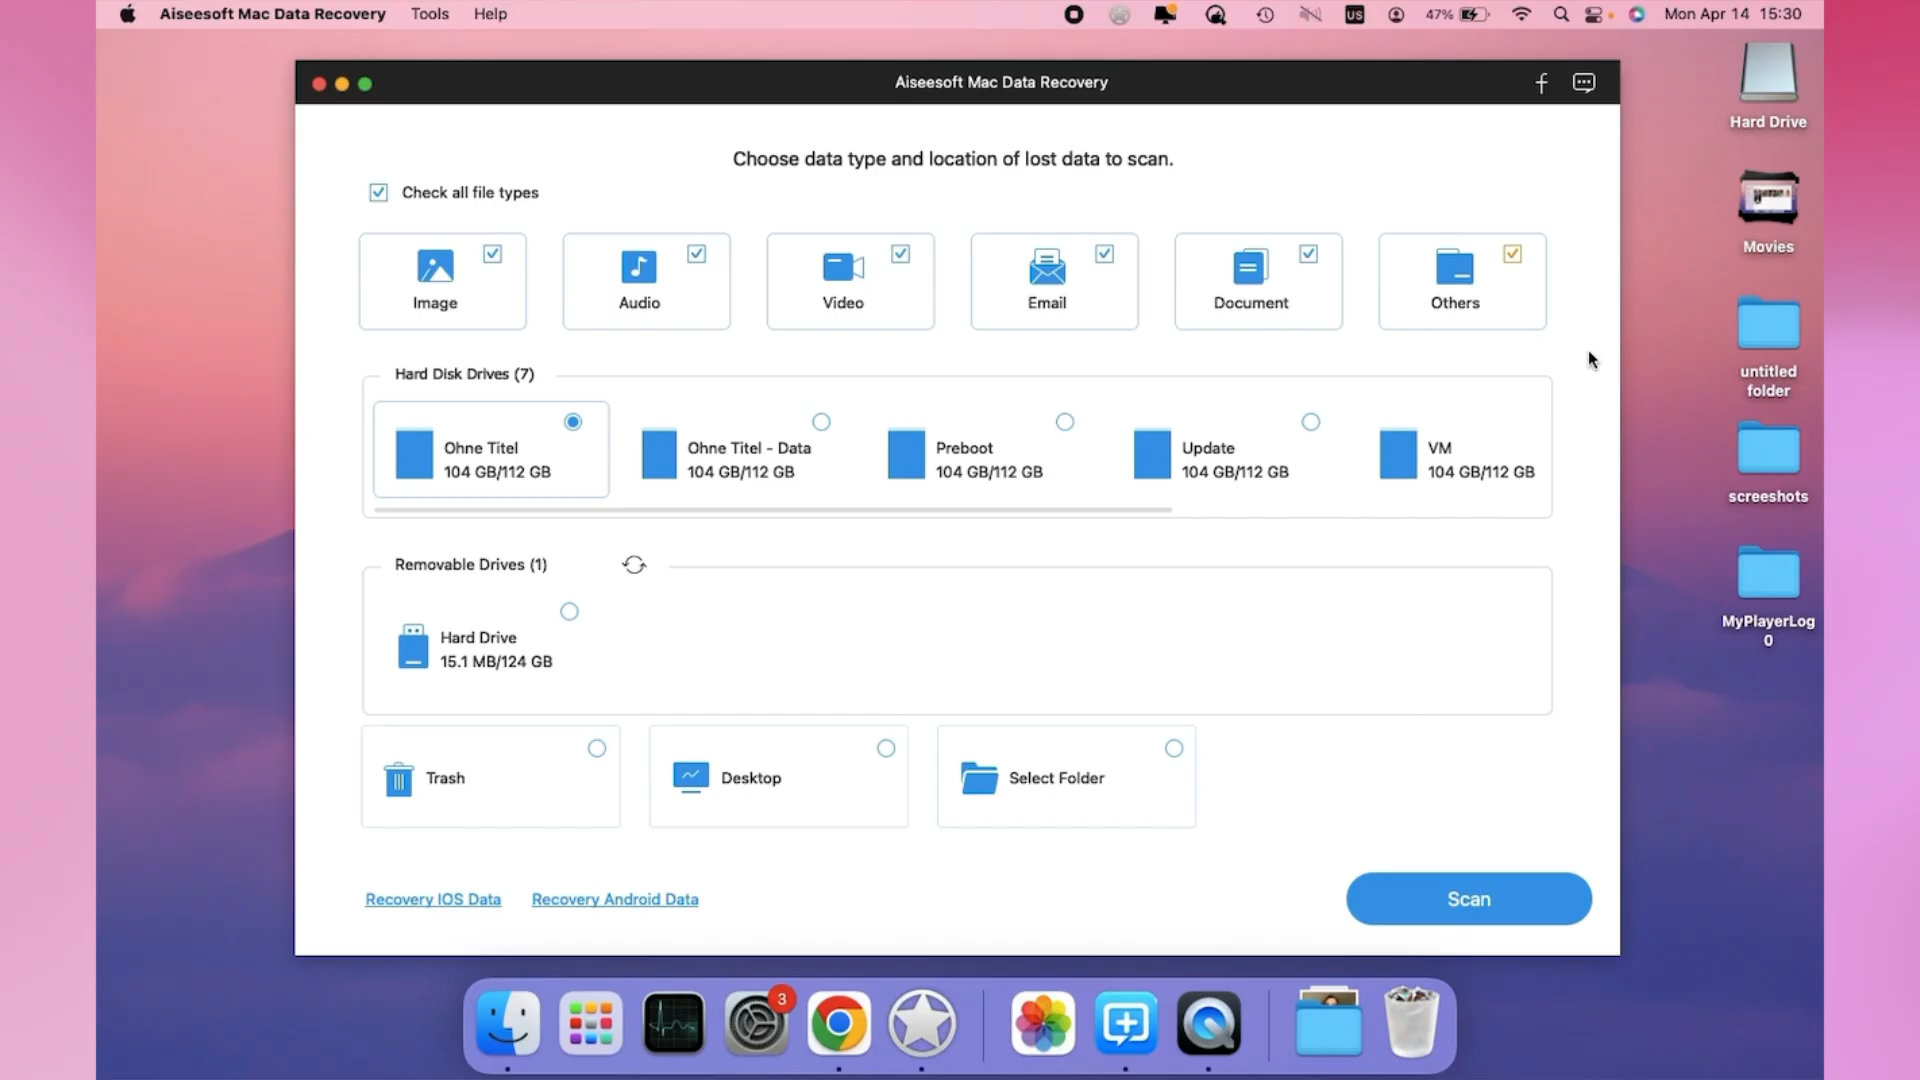 Aiseesoft Mac Data Recovery Tools Help
US 47% Mon Apr 14 15:30
Aiseesoft Mac Data Recovery
Choose data type and location of lost data to scan.
Check all file types
Image
Audio
Video
Email
Document
Others
Hard Disk Drives (7)
Ohne Titel
104 GB/112 GB
Ohne Titel - Data
104 GB/112 GB
Preboot
104 GB/112 GB
Update
104 GB/112 GB
VM
104 GB/112 GB
Removable Drives (1)
Hard Drive
15.1 MB/124 GB
Trash
Desktop
Select Folder
Recovery IOS Data
Recovery Android Data
Scan
Hard Drive
Movies
untitled
folder
screeshots
MyPlayerLog
0
3